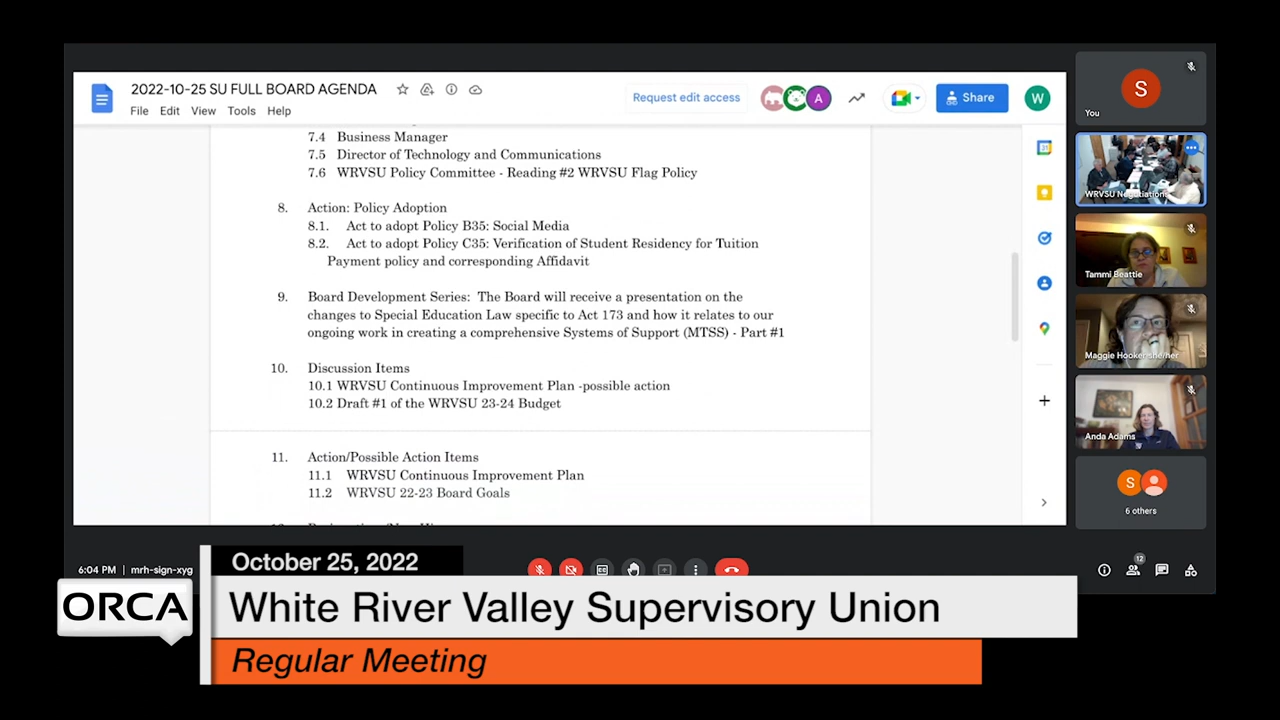 2022-10-25 SU FULL BOARD AGENDA
File Edit View Tools Help
Request edit access
A
Share
W
7.4 Business Manager
7.5 Director of Technology and Communications
7.6 WRVSU Policy Committee - Reading #2 WRVSU Flag Policy
8. Action: Policy Adoption
8.1. Act to adopt Policy B35: Social Media
8.2. Act to adopt Policy C35: Verification of Student Residency for Tuition
Payment policy and corresponding Affidavit
9. Board Development Series: The Board will receive a presentation on the
changes to Special Education Law specific to Act 173 and how it relates to our
ongoing work in creating a comprehensive Systems of Support (MTSS) - Part #1
10. Discussion Items
10.1 WRVSU Continuous Improvement Plan -possible action
10.2 Draft #1 of the WRVSU 23-24 Budget
11. Action/Possible Action Items
11.1 WRVSU Continuous Improvement Plan
11.2 WRVSU 22-23 Board Goals
S
You
WRVSU Negotiations
Tammi Beattie
Maggie Hooker
Anda Adams
S
6 others
6:04 PM | mrh-sign-xyg
12
October 25, 2022
ORCA
White River Valley Supervisory Union
Regular Meeting